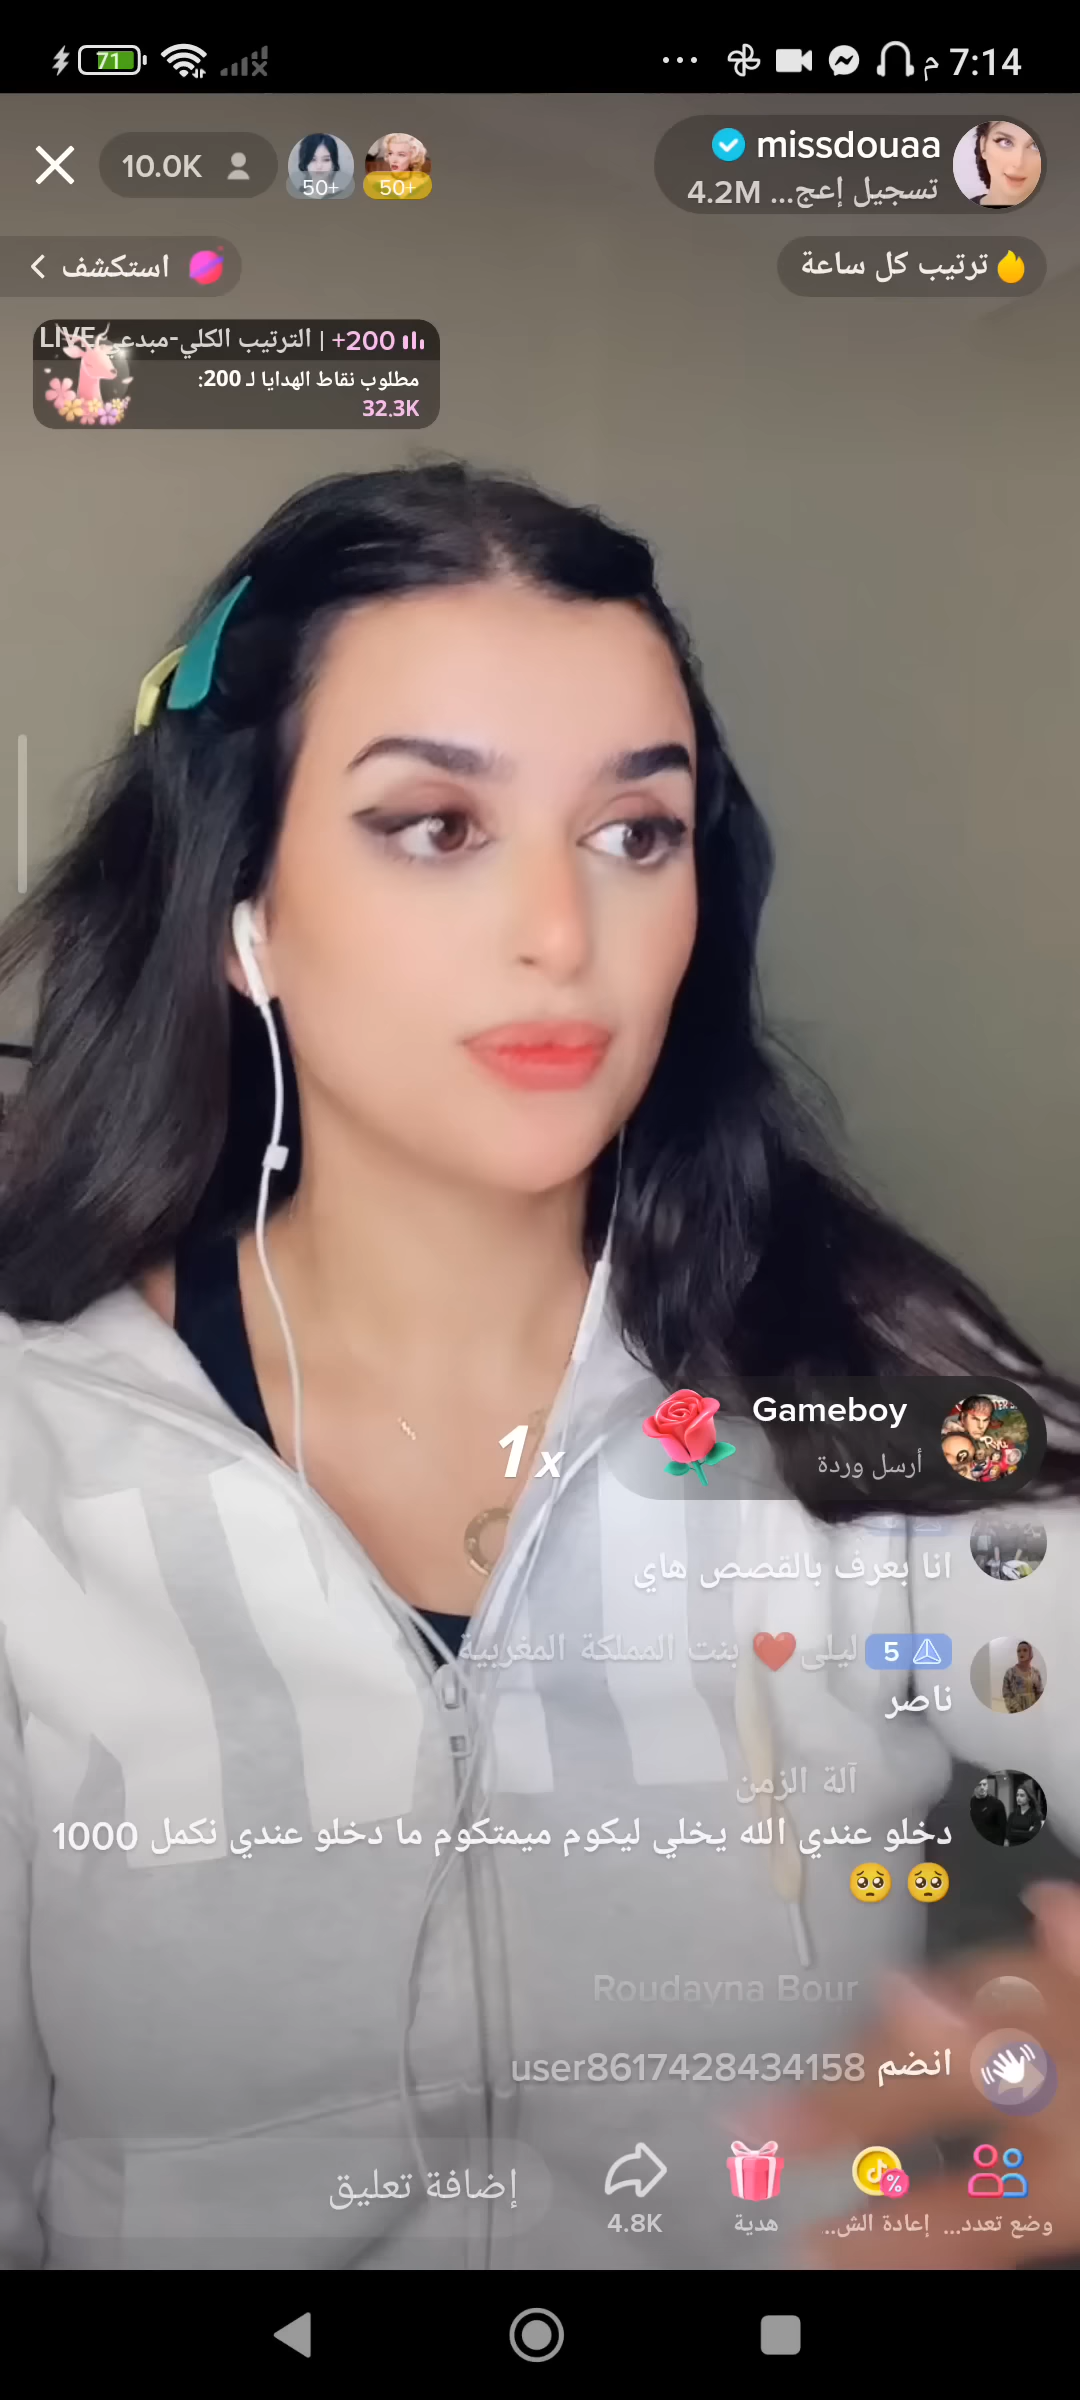 71
7:14 م
missdouaa
تسجيل إعج... 4.2M
10.0K
50+
50+
ترتيب كل ساعة
استكشف
+200 | الترتيب الكلي-مبدعي LIVE
مطلوب نقاط الهدايا لـ 200:
32.3K
Gameboy
أرسل وردة
1x
انا بعرف بالقصص هاي
5 ليلى❤️ بنت المملكة المغربية
ناصر
آلة الزمن
دخلو عندي الله يخلي ليكوم ميمتكوم ما دخلو عندي نكمل 1000
🥺 🥺
Roudayna Bour
انضم user8617428434158
إضافة تعليق
4.8K
هدية
إعادة الش...
وضع تعدد...